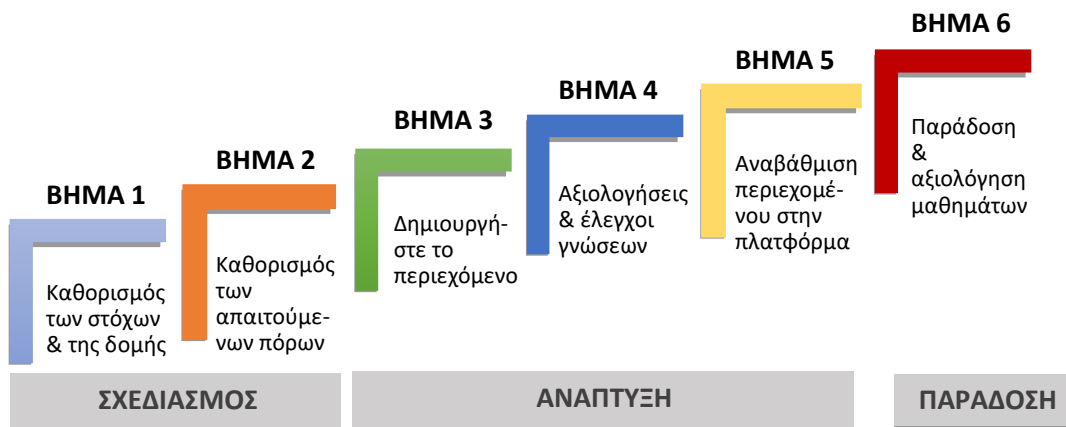 ΒΗΜΑ 1
Καθορισμός
των στόχων
& της δομής
ΒΗΜΑ 2
Καθορισμός
των
απαιτούμε-
νων πόρων
ΒΗΜΑ 3
Δημιουργή-
στε το
περιεχόμενο
ΒΗΜΑ 4
Αξιολογήσεις
& έλεγχοι
γνώσεων
ΒΗΜΑ 5
Αναβάθμιση
περιεχομέ-
νου στην
πλατφόρμα
ΒΗΜΑ 6
Παράδοση
&
αξιολόγηση
μαθημάτων
ΣΧΕΔΙΑΣΜΟΣ
ΑΝΑΠΤΥΞΗ
ΠΑΡΑΔΟΣΗ